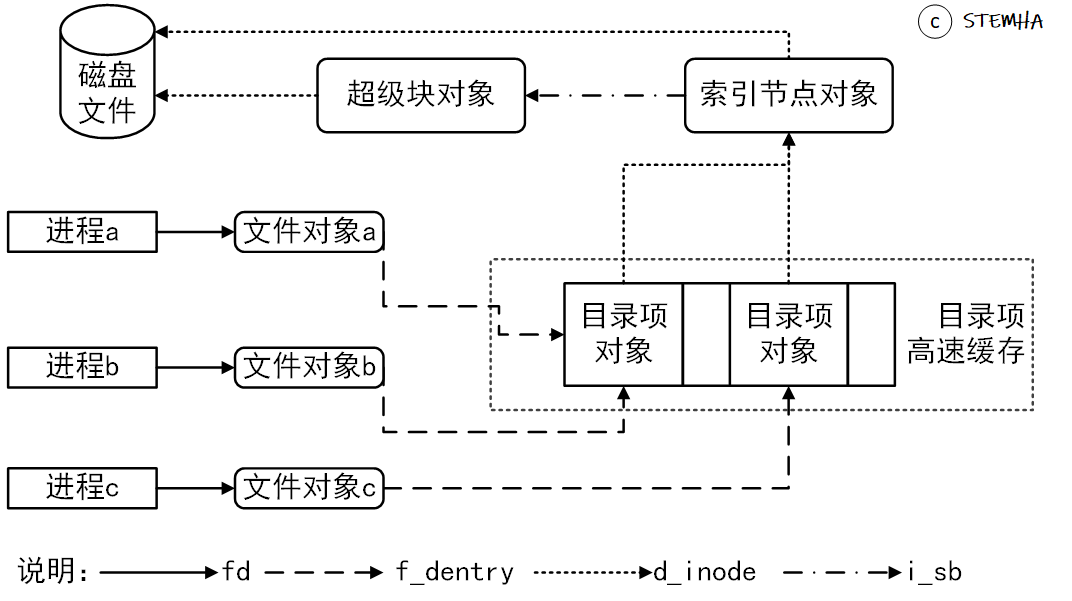 c STEMHA
磁盘
文件
超级块对象
索引节点对象
进程a
文件对象a
目录项
对象
目录项
对象
目录项
高速缓存
进程b
文件对象b
进程c
文件对象c
说明: fd f_dentry d_inode i_sb